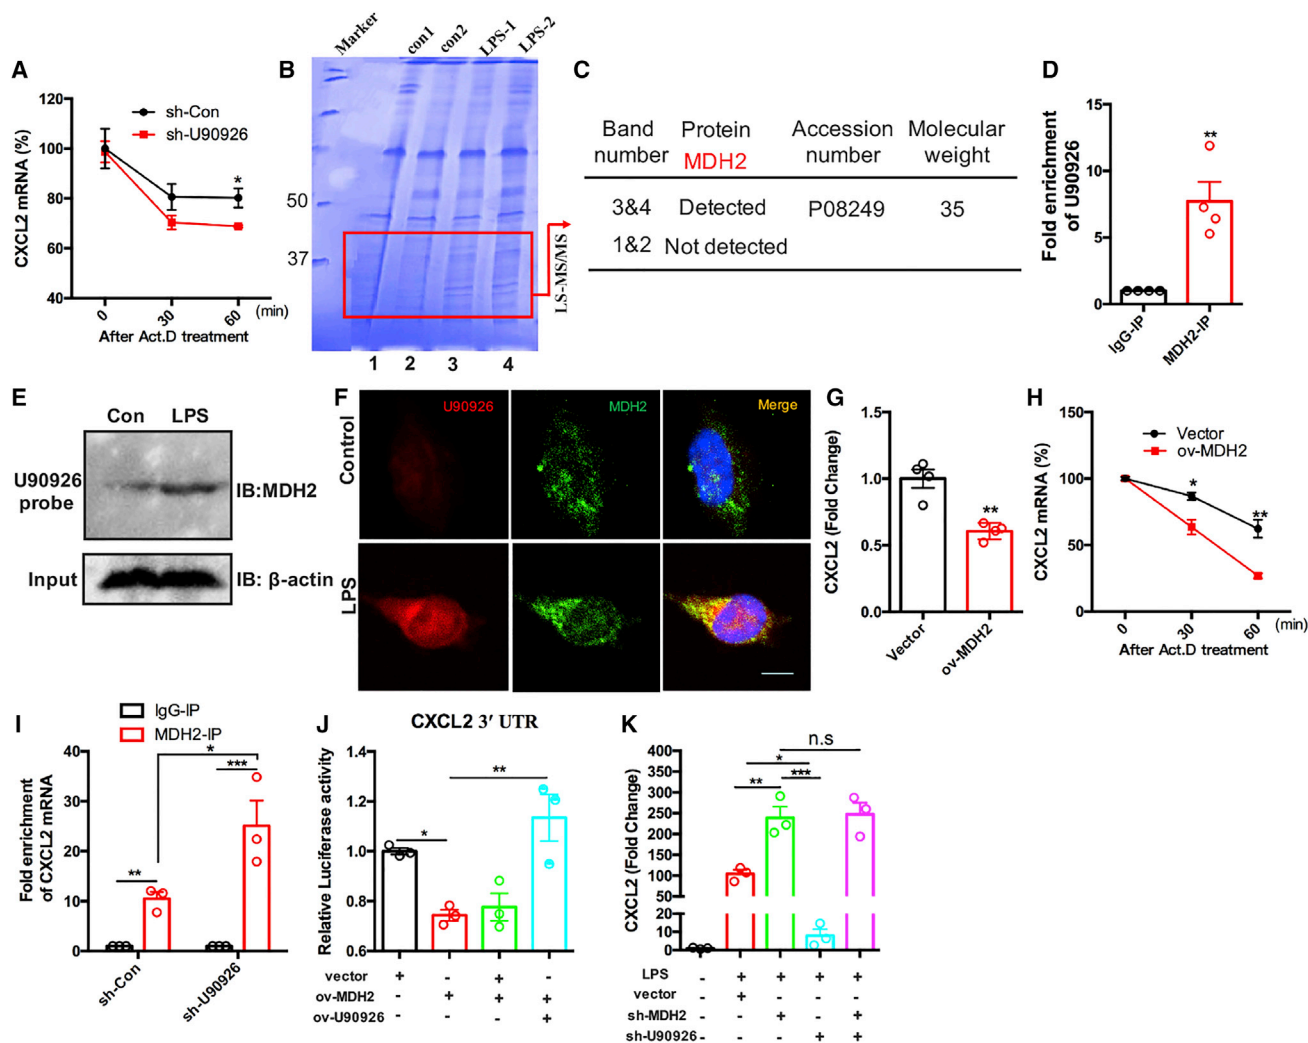 A
CXCL2 mRNA (%)
120
100
80
60
40
sh-Con
sh-U90926
*
0 30 60 (min)
After Act.D treatment
B
Marker con1 con2 LPS-1 LPS-2
50
37
1 2 3 4
LS-MS/MS
C
Band number Protein MDH2 Accession number Molecular weight
3&4 Detected P08249 35
1&2 Not detected
D
Fold enrichment
of U90926
15
10
5
0
**
IgG-IP MDH2-IP
E
Con LPS
U90926
probe
IB:MDH2
Input
IB: β-actin
F
U90926 MDH2 Merge
Control
LPS
G
CXCL2 (Fold Change)
1.5
1.0
0.5
0.0
**
Vector ov-MDH2
H
CXCL2 mRNA (%)
150
100
50
0
Vector
ov-MDH2
* **
0 30 60 (min)
After Act.D treatment
I
IgG-IP
MDH2-IP
Fold enrichment
of CXCL2 mRNA
40
30
20
10
0
*
***
**
sh-Con sh-U90926
J
CXCL2 3′ UTR
Relative Luciferase activity
1.4
1.2
1.0
0.8
0.6
**
*
vector + - + -
ov-MDH2 - + + +
ov-U90926 - - - +
K
CXCL2 (Fold Change)
400
350
300
250
200
150
100
50
20
10
0
n.s
*
** ***
LPS - + + + +
vector - + - - -
sh-MDH2 - - + - +
sh-U90926 - - - + +